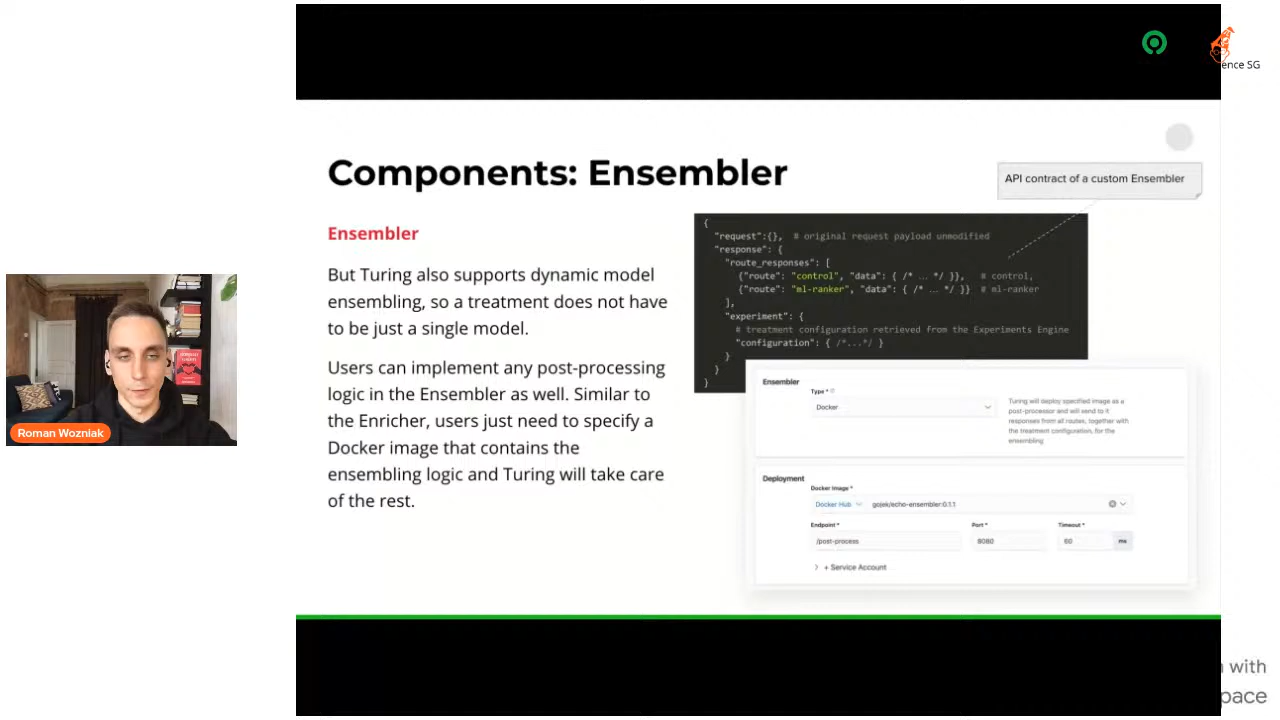 ence SG
Components: Ensembler
API contract of a custom Ensembler
Ensembler
But Turing also supports dynamic model
ensembling, so a treatment does not have
to be just a single model.
Users can implement any post-processing
logic in the Ensembler as well. Similar to
the Enricher, users just need to specify a
Docker image that contains the
ensembling logic and Turing will take care
of the rest.
{
"request":{}, # original request payload unmodified
"response": {
"route_responses": [
{"route": "control", "data": { /* … */ }}, # control,
{"route": "ml-ranker", "data": { /* … */ }} # ml-ranker
],
"experiment": {
# treatment configuration retrieved from the Experiments Engine
"configuration": { /*...*/ }
}
}
}
Ensembler
Type *
Docker
Turing will deploy specified image as a
post-processor and will send to it
responses from all routes, together with
the treatment configuration, for the
ensembling
Deployment
Docker Image *
Docker Hub gojek/echo-ensembler:0.1.1
Endpoint * Port * Timeout *
/post-process 8080 60 ms
+ Service Account
Roman Wozniak
with
pace